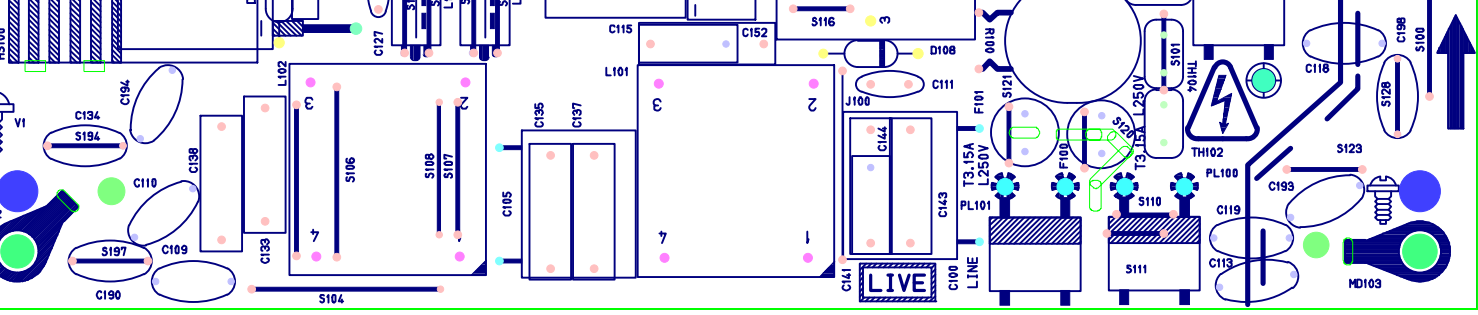 HS100
C127
L102
C115
C152
S116
3
R100
D108
L101
C111
J100
S121
F101
TH104
S101
C118
C198
S100
S128
C194
V1
C134
S194
3
2
C135
C137
3
2
C144
T3.15A L250V
F100
S120
T3.15A L250V
TH102
S123
PL100
C110
C138
S106
S108
S107
C105
C143
PL101
S110
C193
C119
S197
C109
C133
4
4
1
C190
S104
C141
LIVE
C100
LINE
S111
C113
MD103